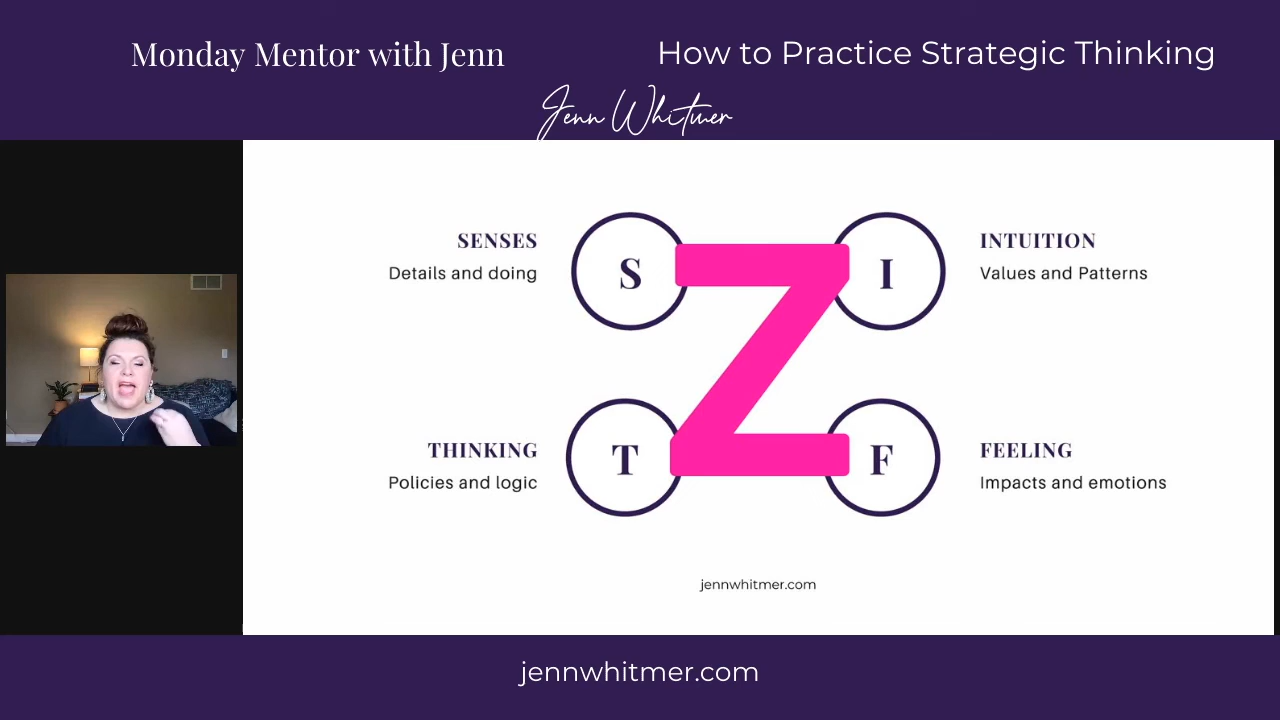 Monday Mentor with Jenn
How to Practice Strategic Thinking
Jenn Whitmer
SENSES
Details and doing
S
Z
I
INTUITION
Values and Patterns
THINKING
Policies and logic
T
F
FEELING
Impacts and emotions
jennwhitmer.com
jennwhitmer.com